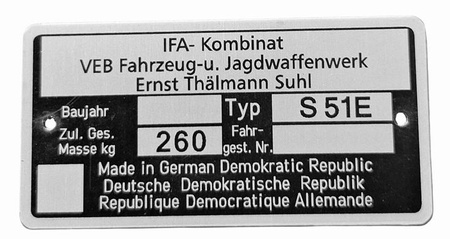 IFA- Kombinat
VEB Fahrzeug-u. Jagdwaffenwerk
Ernst Thälmann Suhl
Baujahr Typ S 51E
Zul. Ges. Masse kg 260 Fahr- gest. Nr.
Made in German Demokratic Republic
Deutsche Demokratische Republik
Republique Democratique Allemande